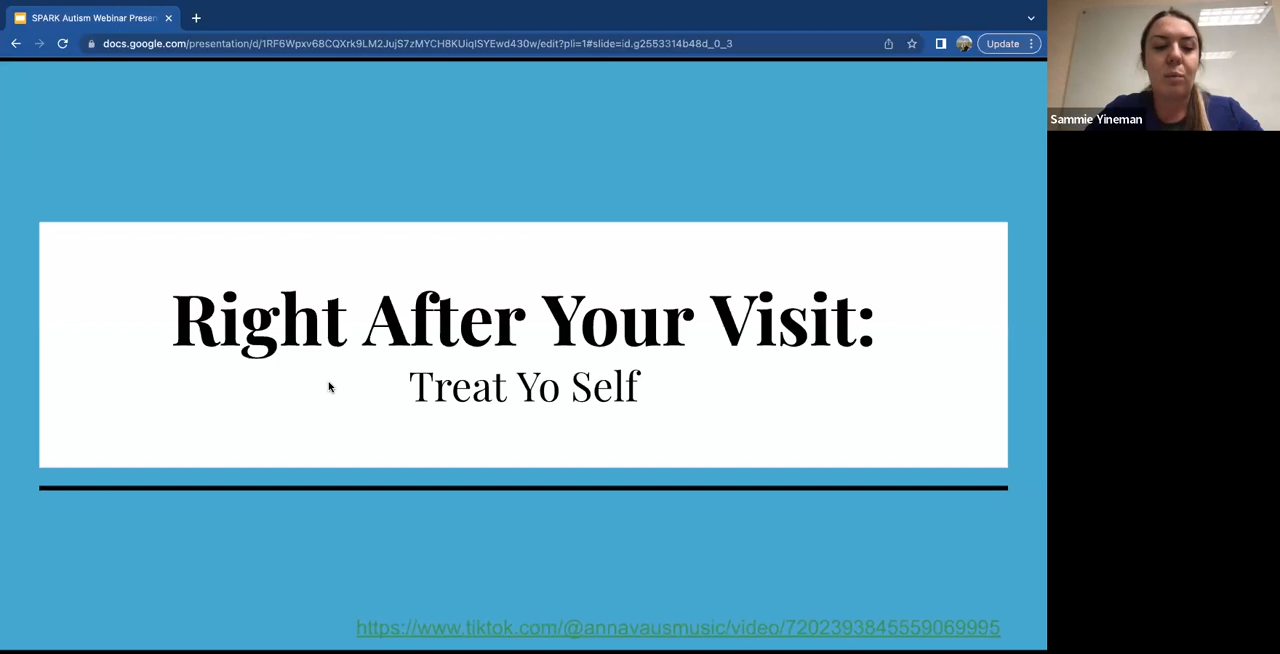 SPARK Autism Webinar Presen
docs.google.com/presentation/d/1RF6Wpxv68CQXrk9LM2JujS7zMYCH8KUiqlSYEwd430w/edit?pli=1#slide=id.g2553314b48d_0_3
Update
Sammie Yineman
Right After Your Visit:
Treat Yo Self
https://www.tiktok.com/@annavausmusic/video/7202393845559069995